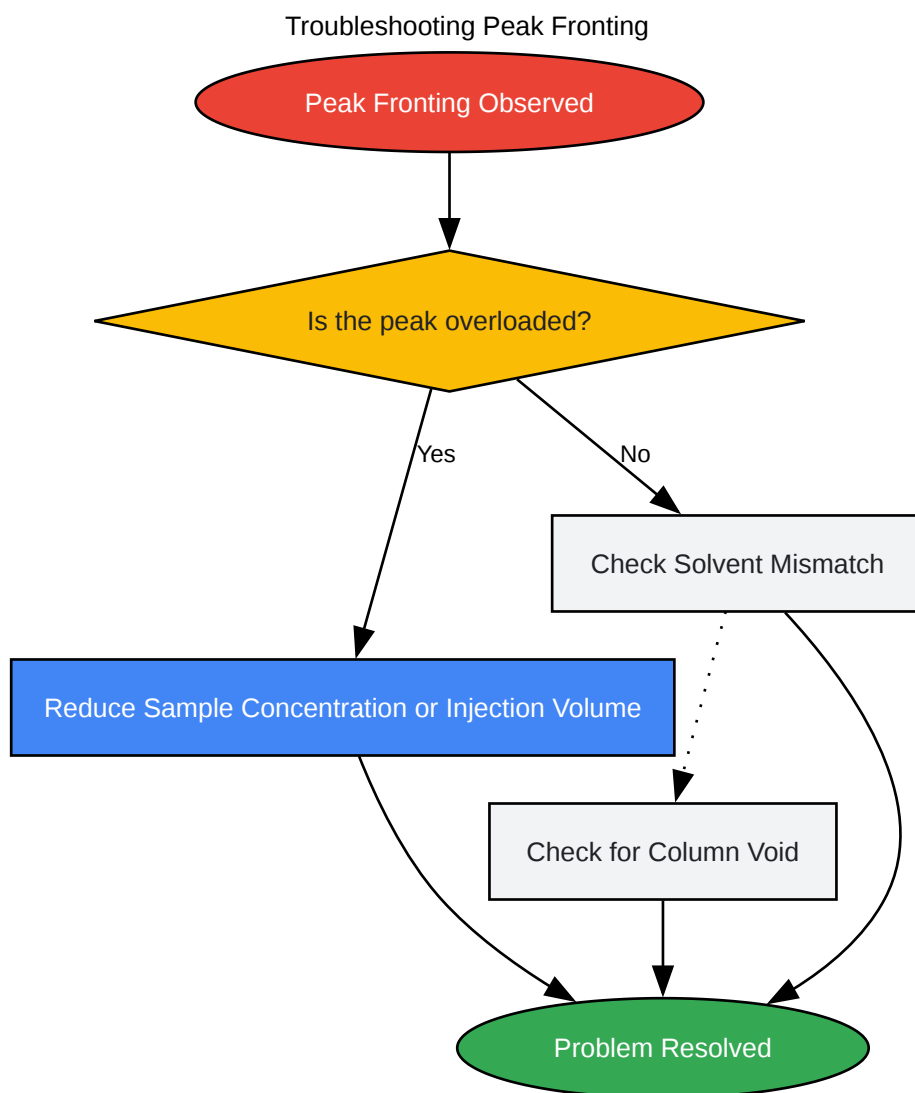 Troubleshooting Peak Fronting
Peak Fronting Observed
Is the peak overloaded?
Yes
No
Check Solvent Mismatch
Reduce Sample Concentration or Injection Volume
Check for Column Void
Problem Resolved